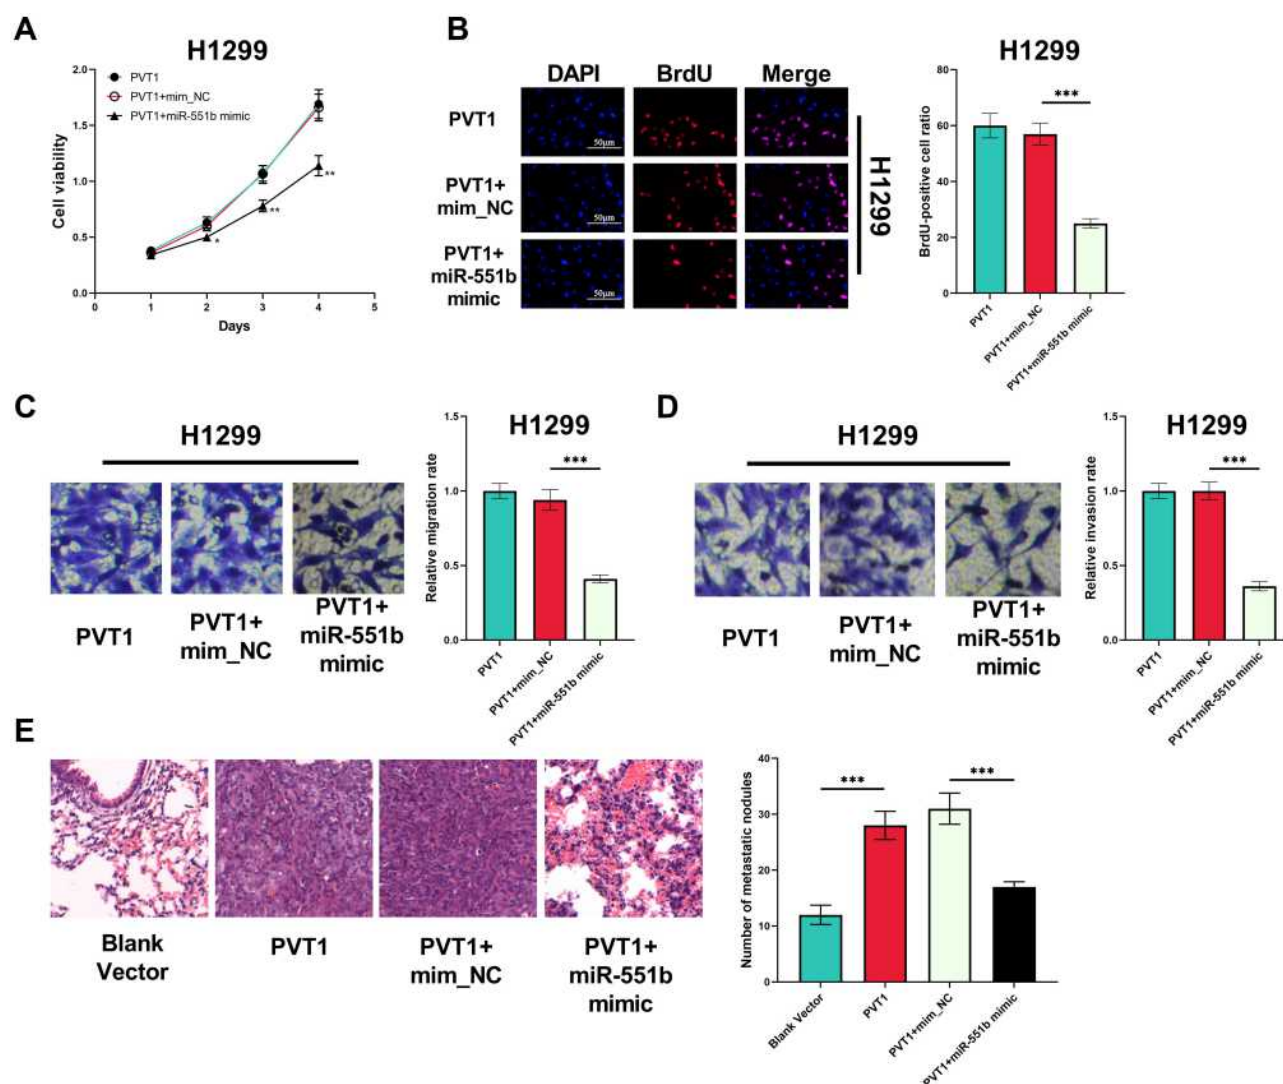 A
H1299
PVT1
PVT1+mim_NC
PVT1+miR-551b mimic
Cell viability
2.0
1.5
1.0
0.5
0.0
0
1
2
3
4
5
Days
*
**
**
B
DAPI
BrdU
Merge
PVT1
PVT1+
mim_NC
PVT1+
miR-551b
mimic
50μm
50μm
50μm
H1299
H1299
BrdU-positive cell ratio
80
60
40
20
0
***
PVT1
PVT1+mim_NC
PVT1+miR-551b mimic
C
H1299
PVT1
PVT1+
mim_NC
PVT1+
miR-551b
mimic
H1299
Relative migration rate
1.5
1.0
0.5
0.0
***
PVT1
PVT1+mim_NC
PVT1+miR-551b mimic
D
H1299
PVT1
PVT1+
mim_NC
PVT1+
miR-551b
mimic
H1299
Relative invasion rate
1.5
1.0
0.5
0.0
***
PVT1
PVT1+mim_NC
PVT1+miR-551b mimic
E
Blank
Vector
PVT1
PVT1+
mim_NC
PVT1+
miR-551b
mimic
Number of metastatic nodules
40
30
20
10
0
***
***
Blank Vector
PVT1
PVT1+mim_NC
PVT1+miR-551b mimic